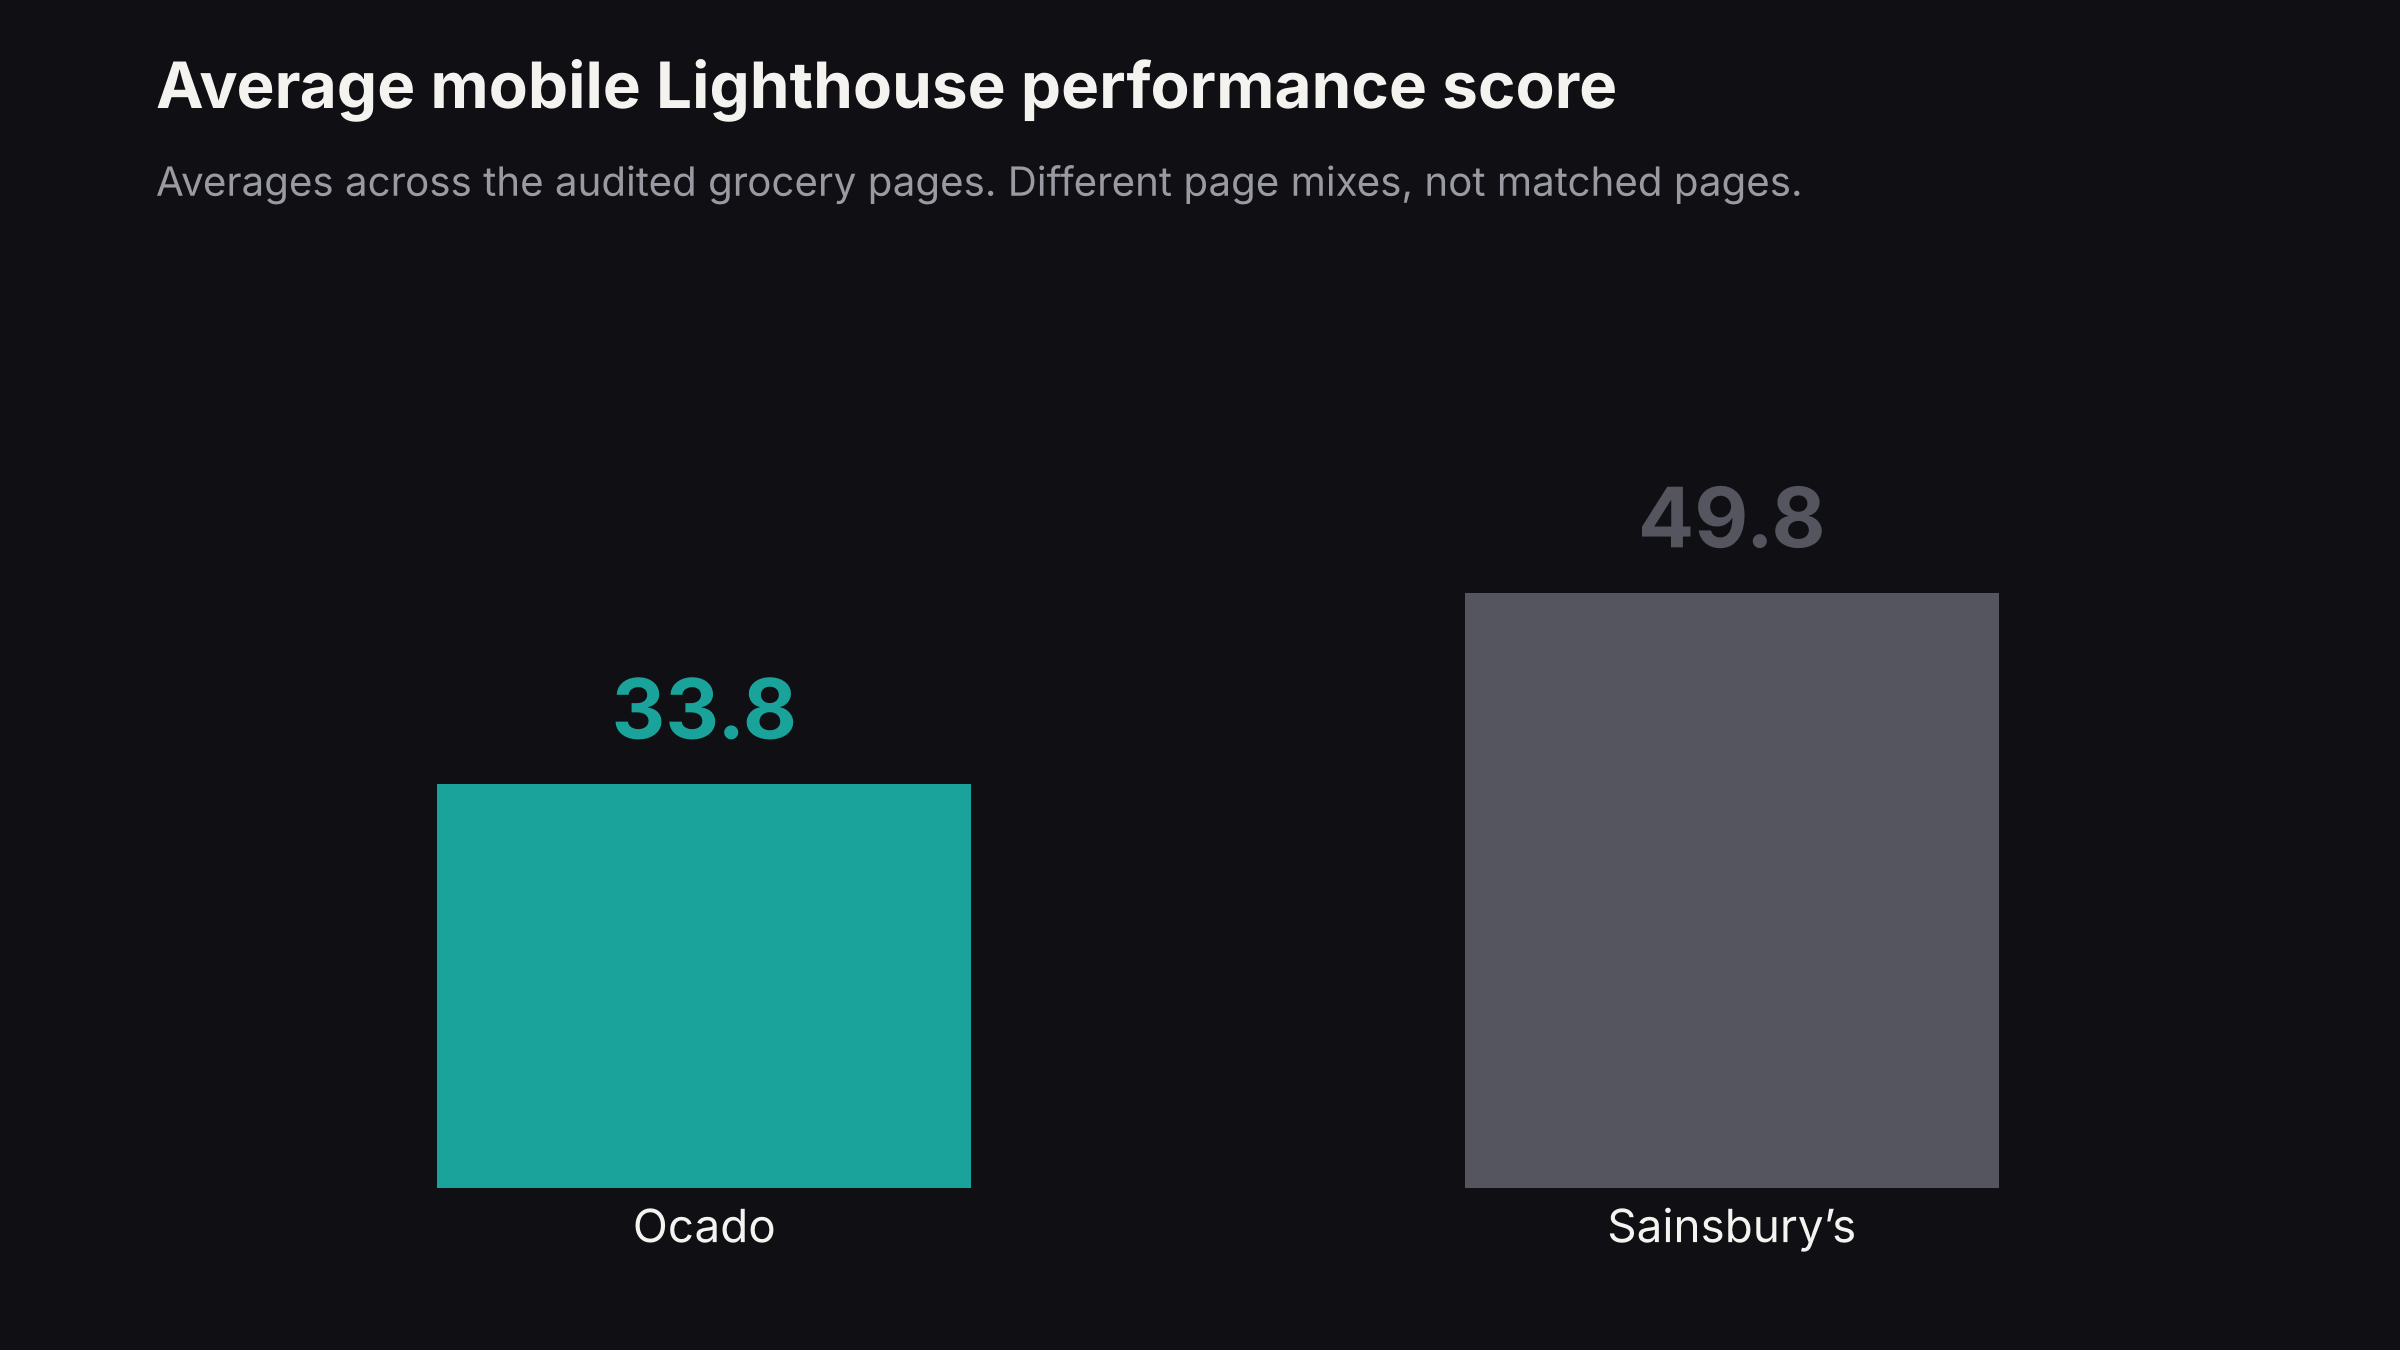 Average mobile Lighthouse performance score
Averages across the audited grocery pages. Different page mixes, not matched pages.
49.8
33.8
Ocado
Sainsbury’s